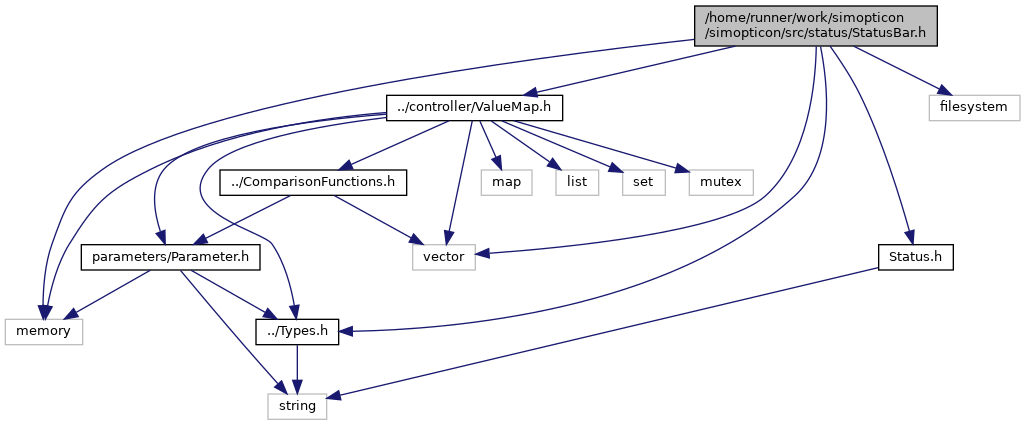 /home/runner/work/simopticon
/simopticon/src/status/StatusBar.h
../controller/ValueMap.h
filesystem
../ComparisonFunctions.h
map
list
set
mutex
parameters/Parameter.h
vector
Status.h
memory
../Types.h
string